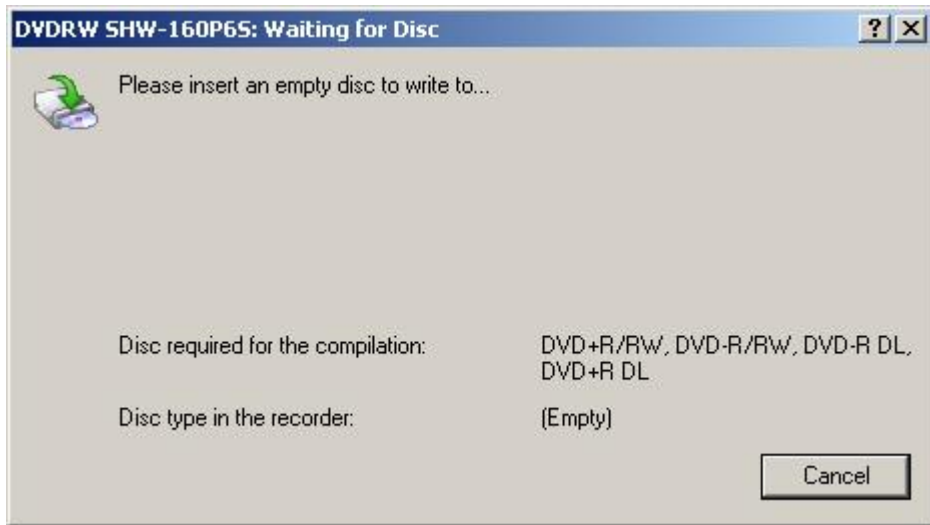 DVDRW SHW-160P6S: Waiting for Disc
Please insert an empty disc to write to...
Disc required for the compilation: DVD+R/RW, DVD-R/RW, DVD-R DL,
DVD+R DL
Disc type in the recorder: (Empty)
Cancel